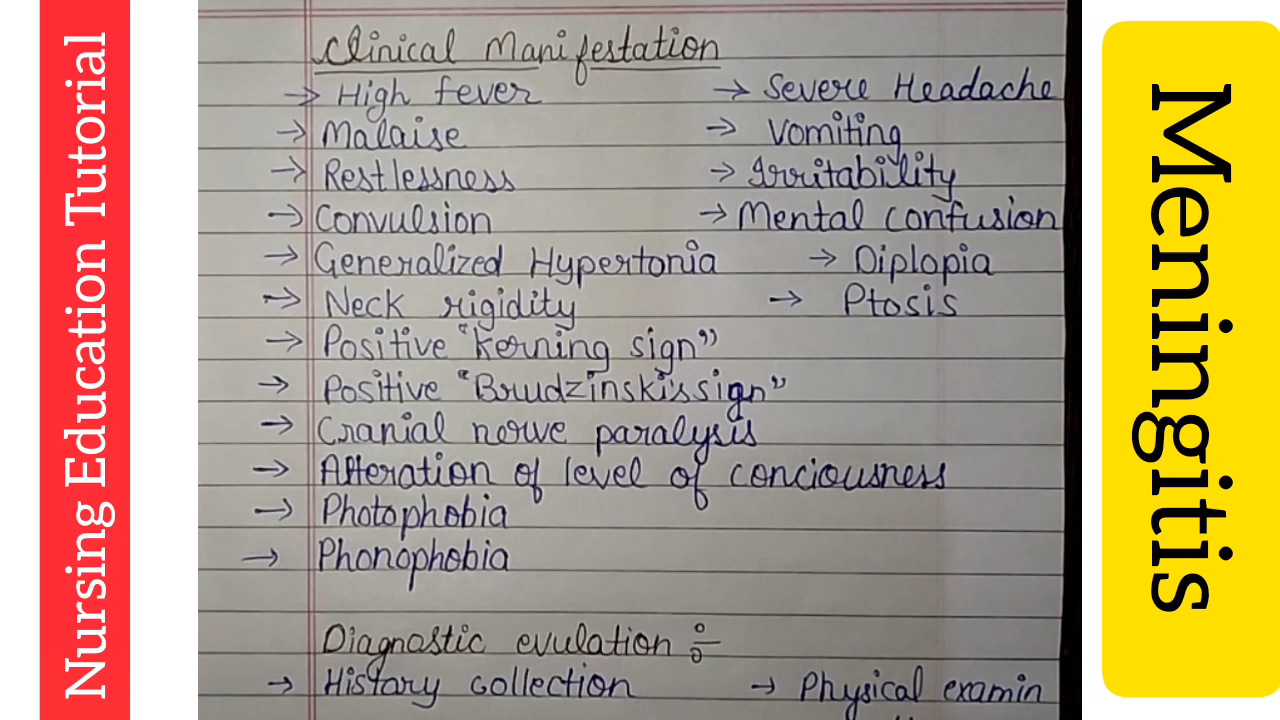 Nursing Education Tutorial
Clinical Manifestation
→ High fever → Severe Headache
→ Malaise → Vomiting
→ Restlessness → Irritability
→ Convulsion → Mental confusion
→ Generalized Hypertonia → Diplopia
→ Neck rigidity → Ptosis
→ Positive "kerning sign"
→ Positive "Brudzinski's sign"
→ Cranial nerve paralysis
→ Alteration of level of conciousness
→ Photophobia
→ Phonophobia
Diagnostic evulation ÷
→ History collection → Physical examin
Meningitis